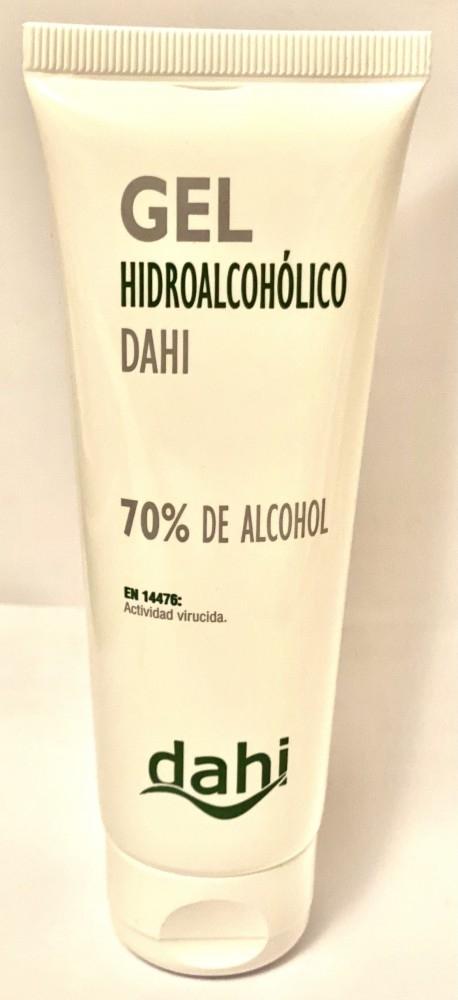 GEL
HIDROALCOHÓLICO
DAHI
70% DE ALCOHOL
EN 14476:
Actividad virucida.
dahi